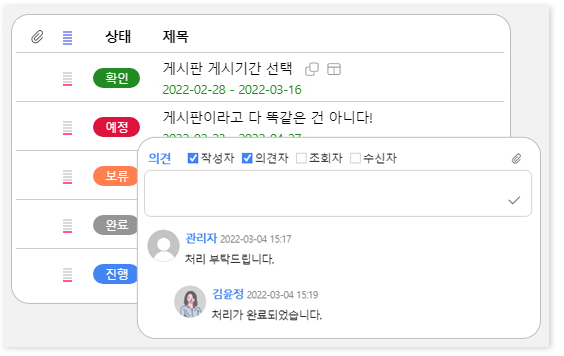 상태 제목
확인 게시판 게시기간 선택
2022-02-28 - 2022-03-16
예정 게시판이라고 다 똑같은 건 아니다!
보류
완료
진행
의견 작성자 의견자 조회자 수신자
관리자 2022-03-04 15:17
처리 부탁드립니다.
김윤정 2022-03-04 15:19
처리가 완료되었습니다.